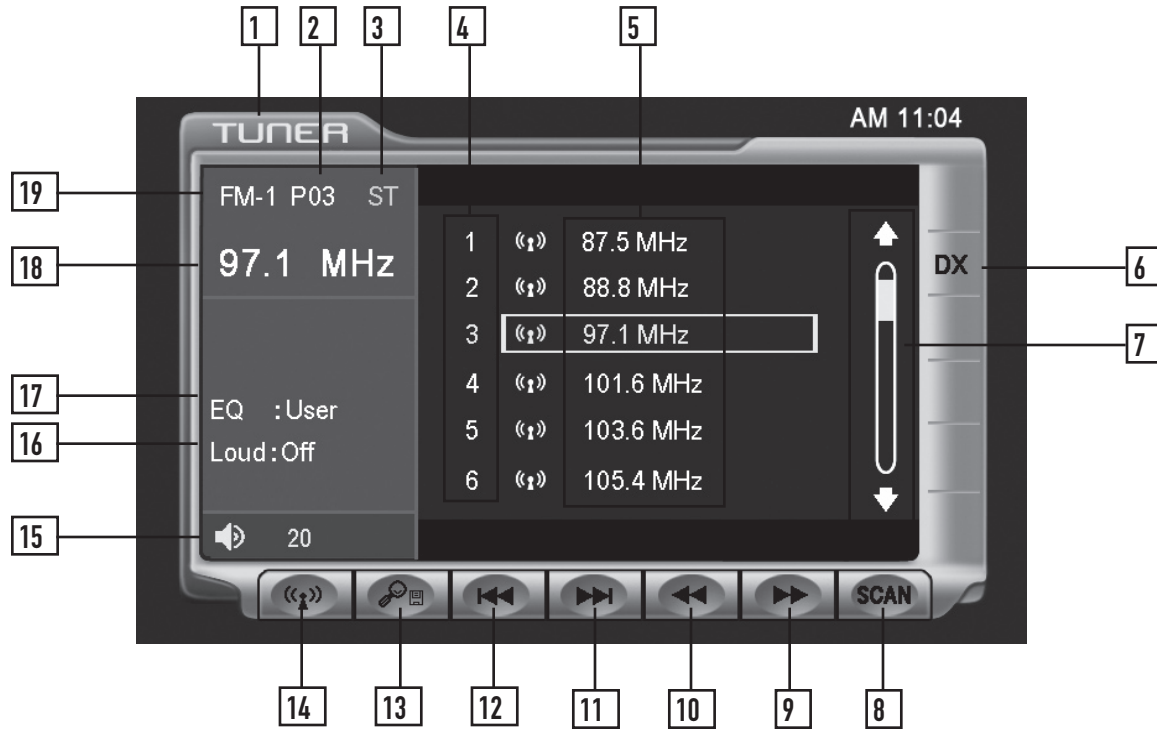 1 2 3 4 5
AM 11:04
TUNER
19
FM-1 P03 ST
18
97.1 MHz
1 87.5 MHz
2 88.8 MHz
3 97.1 MHz
4 101.6 MHz
5 103.6 MHz
6 105.4 MHz
DX
6
7
17
EQ :User
16
Loud:Off
15
20
SCAN
14 13 12 11 10 9 8